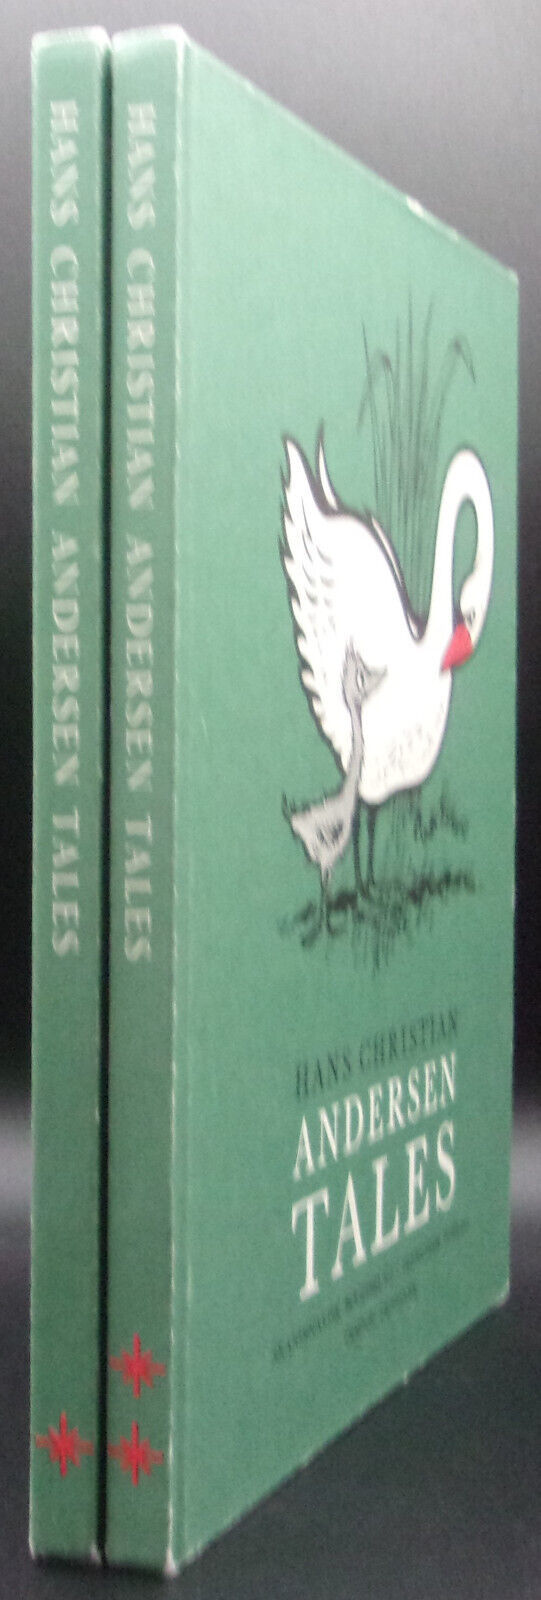 HANS CHRISTIAN ANDERSEN TALES
HANS CHRISTIAN ANDERSEN TALES
HANS CHRISTIAN
ANDERSEN
TALES